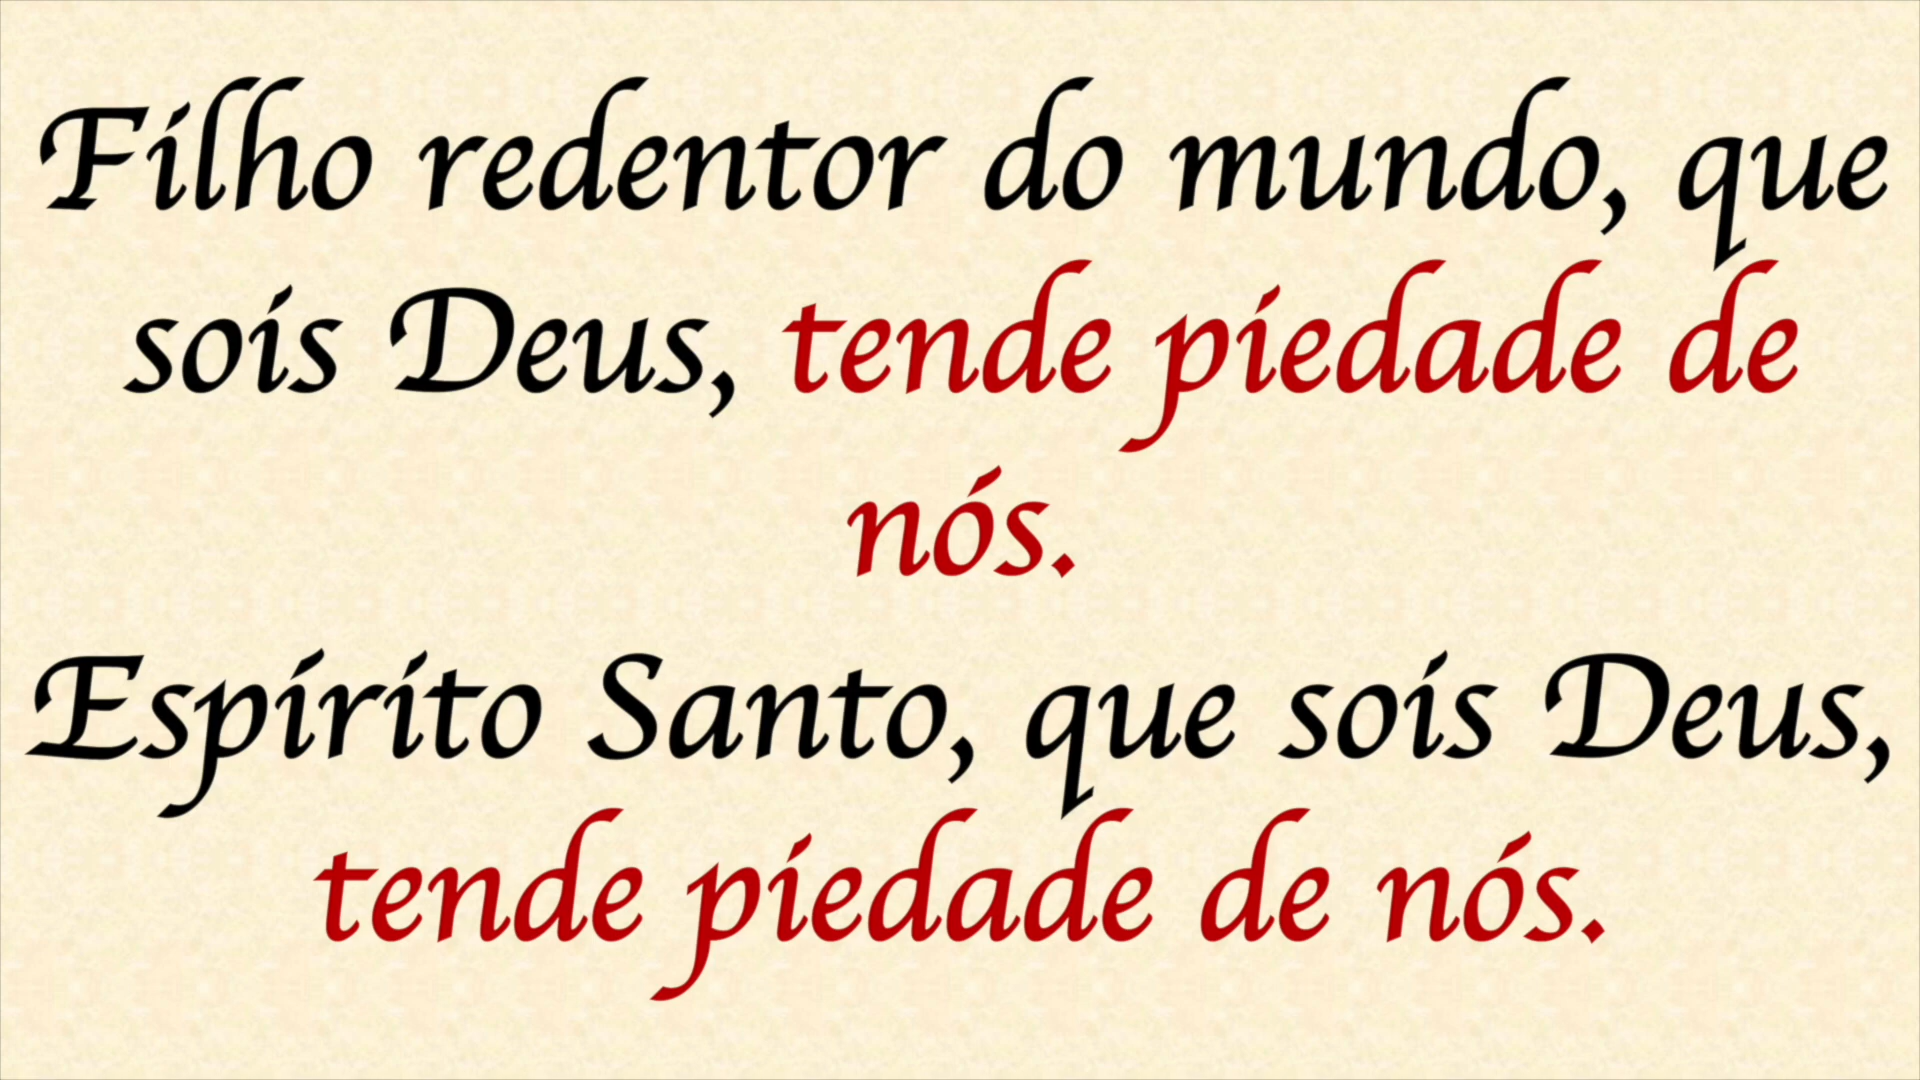 Filho redentor do mundo, que
sois Deus, tende piedade de
nós.
Espírito Santo, que sois Deus,
tende piedade de nós.